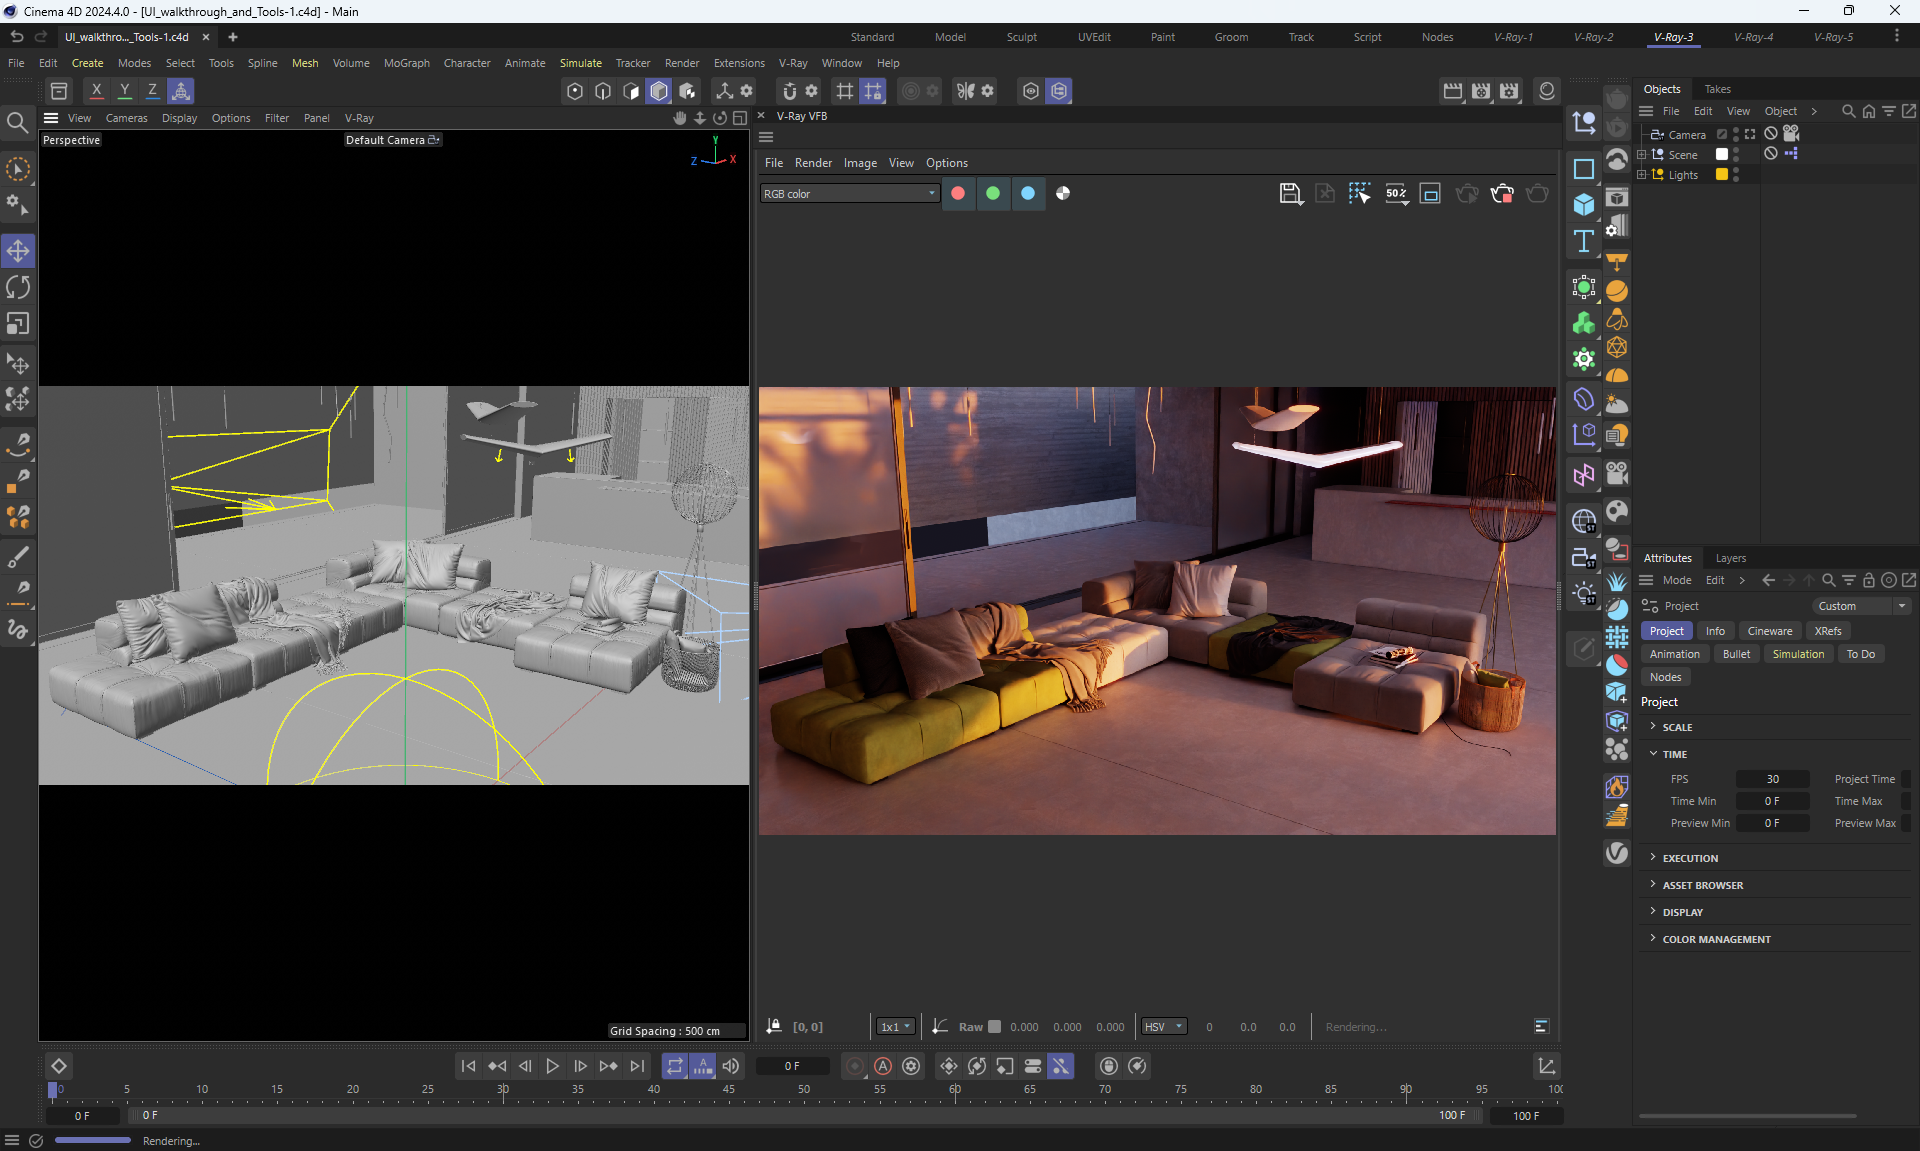 Cinema 4D 2024.4.0 - [UI_walkthrough_and_Tools-1.c4d] - Main
UI_walkthro..._Tools-1.c4d
Standard Model Sculpt UVEdit Paint Groom Track Script Nodes V-Ray-1 V-Ray-2 V-Ray-3 V-Ray-4 V-Ray-5
File Edit Create Modes Select Tools Spline Mesh Volume MoGraph Character Animate Simulate Tracker Render Extensions V-Ray Window Help
X Y Z
View Cameras Display Options Filter Panel V-Ray
Perspective
Default Camera
Y
Z X
Grid Spacing : 500 cm
V-Ray VFB
File Render Image View Options
RGB color
50%
[0, 0]
1x1
Raw 0.000 0.000 0.000
HSV 0 0.0 0.0
Rendering...
ST
ST
ST
Objects Takes
File Edit View Object
Camera
Scene
Lights
Attributes Layers
Mode Edit
Project
Custom
Project Info Cineware XRefs
Animation Bullet Simulation To Do
Nodes
Project
SCALE
TIME
FPS 30 Project Time
Time Min 0 F Time Max
Preview Min 0 F Preview Max
EXECUTION
ASSET BROWSER
DISPLAY
COLOR MANAGEMENT
A
0 F
A
0 5 10 15 20 25 30 35 40 45 50 55 60 65 70 75 80 85 90 95 100
0 F 0 F 100 F 100 F
Rendering...